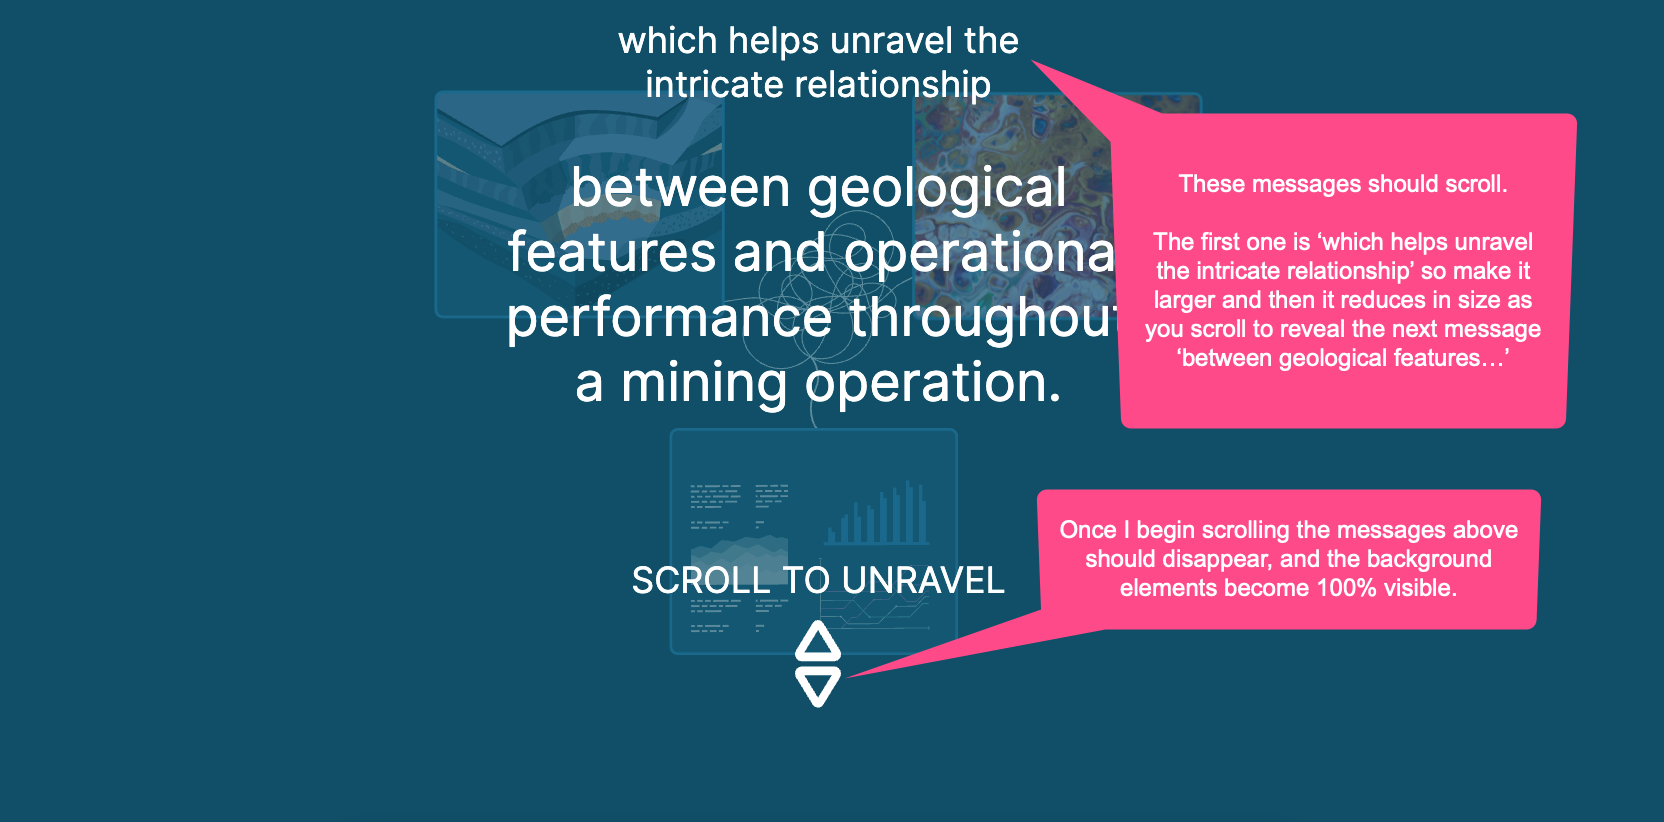 which helps unravel the
intricate relationship
between geological
features and operationa
performance throughout
a mining operation.
These messages should scroll.
The first one is ‘which helps unravel
the intricate relationship’ so make it
larger and then it reduces in size as
you scroll to reveal the next message
‘between geological features…’
SCROLL TO UNRAVEL
Once I begin scrolling the messages above
should disappear, and the background
elements become 100% visible.